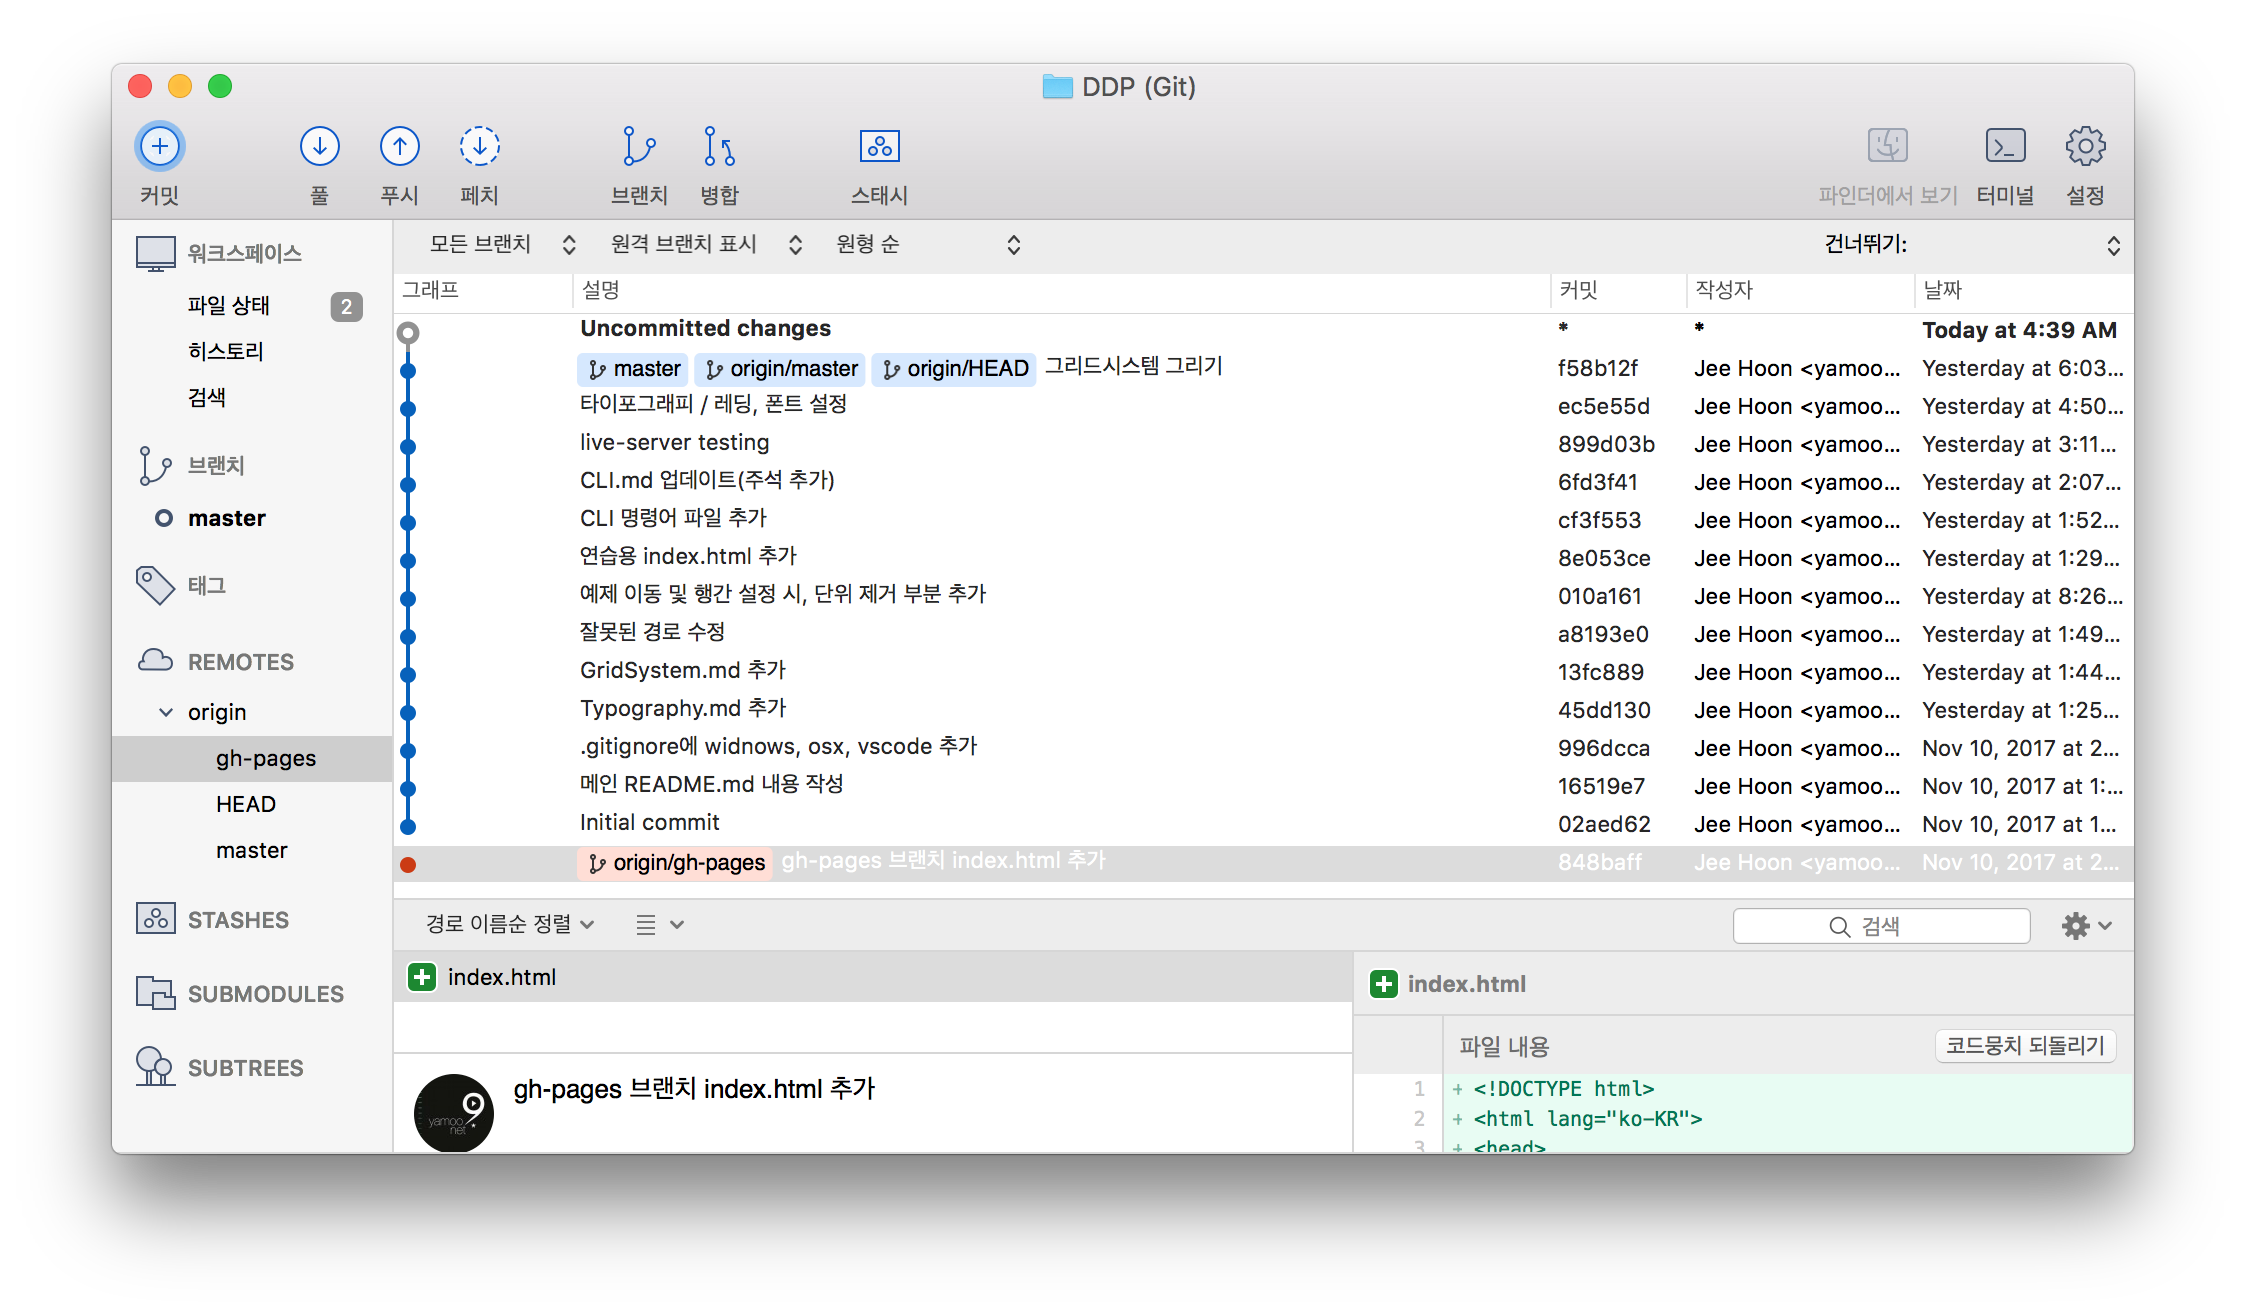 DDP (Git)
커밋
풀
푸시
페치
브랜치
병합
스태시
파인더에서 보기
터미널
설정
워크스페이스
파일 상태 2
히스토리
검색
브랜치
master
태그
REMOTES
origin
gh-pages
HEAD
master
STASHES
SUBMODULES
SUBTREES
모든 브랜치 원격 브랜치 표시 원형 순 건너뛰기:
그래프 설명 커밋 작성자 날짜
Uncommitted changes * * Today at 4:39 AM
master origin/master origin/HEAD 그리드시스템 그리기 f58b12f Jee Hoon <yamoo... Yesterday at 6:03...
타이포그래피 / 레딩, 폰트 설정 ec5e55d Jee Hoon <yamoo... Yesterday at 4:50...
live-server testing 899d03b Jee Hoon <yamoo... Yesterday at 3:11...
CLI.md 업데이트(주석 추가) 6fd3f41 Jee Hoon <yamoo... Yesterday at 2:07...
CLI 명령어 파일 추가 cf3f553 Jee Hoon <yamoo... Yesterday at 1:52...
연습용 index.html 추가 8e053ce Jee Hoon <yamoo... Yesterday at 1:29...
예제 이동 및 행간 설정 시, 단위 제거 부분 추가 010a161 Jee Hoon <yamoo... Yesterday at 8:26...
잘못된 경로 수정 a8193e0 Jee Hoon <yamoo... Yesterday at 1:49...
GridSystem.md 추가 13fc889 Jee Hoon <yamoo... Yesterday at 1:44...
Typography.md 추가 45dd130 Jee Hoon <yamoo... Yesterday at 1:25...
.gitignore에 widnows, osx, vscode 추가 996dcca Jee Hoon <yamoo... Nov 10, 2017 at 2...
메인 README.md 내용 작성 16519e7 Jee Hoon <yamoo... Nov 10, 2017 at 1:...
Initial commit 02aed62 Jee Hoon <yamoo... Nov 10, 2017 at 1...
origin/gh-pages gh-pages 브랜치 index.html 추가 848baff Jee Hoon <yamoo... Nov 10, 2017 at 2...
경로 이름순 정렬 검색
index.html
yamoo9
net
gh-pages 브랜치 index.html 추가
index.html
파일 내용 코드뭉치 되돌리기
1 + <!DOCTYPE html>
2 + <html lang="ko-KR">
3 + <head>